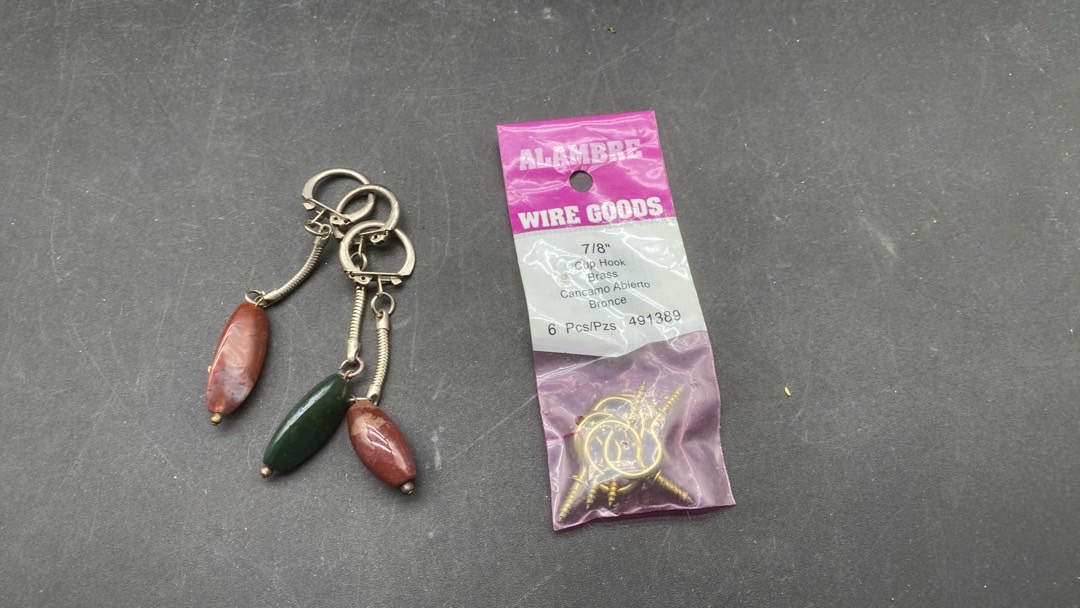 ALAMBRE
WIRE GOODS
7/8"
Cup Hook
Brass
Cancamo Abierto
Bronce
6 Pcs/Pzs 491389